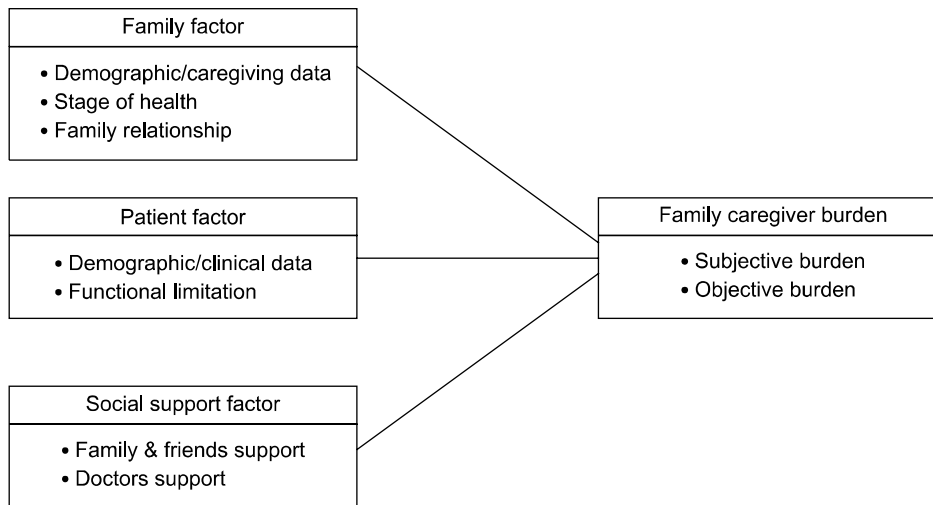 Family factor
• Demographic/caregiving data
• Stage of health
• Family relationship
Patient factor
• Demographic/clinical data
• Functional limitation
Social support factor
• Family & friends support
• Doctors support
Family caregiver burden
• Subjective burden
• Objective burden